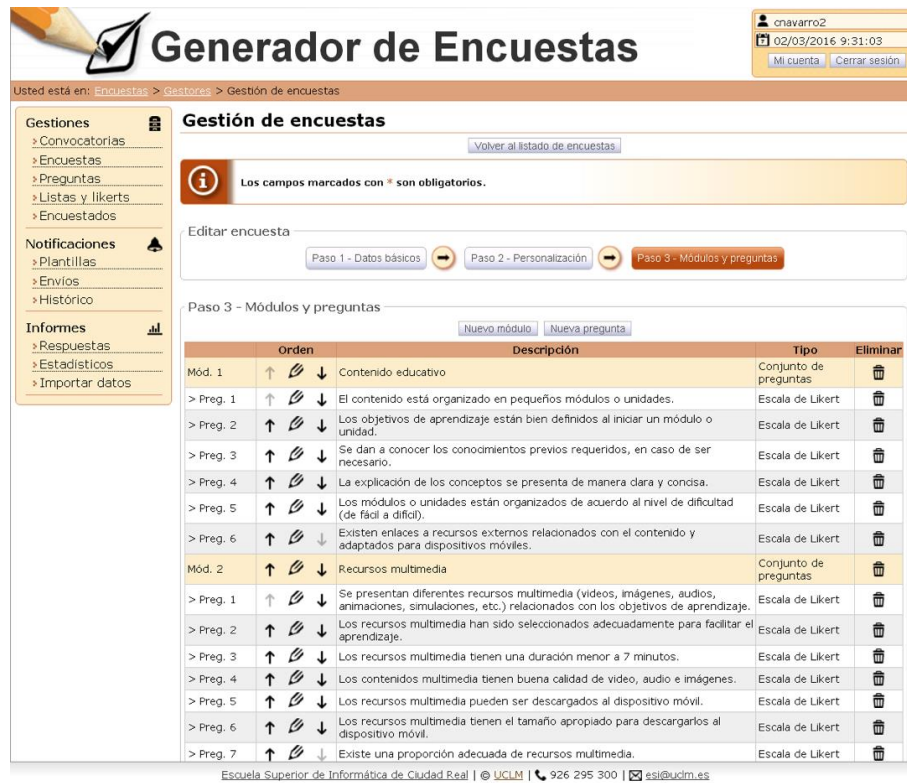 Generador de Encuestas
cnavarro2
02/03/2016 9:31:03
Mi cuenta Cerrar sesión
Usted está en: Encuestas > Gestores > Gestión de encuestas
Gestiones
Convocatorias
Encuestas
Preguntas
Listas y likerts
Encuestados
Notificaciones
Plantillas
Envíos
Histórico
Informes
Respuestas
Estadísticos
Importar datos
Gestión de encuestas
Volver al listado de encuestas
Los campos marcados con * son obligatorios.
Editar encuesta
Paso 1 - Datos básicos Paso 2 - Personalización Paso 3 - Módulos y preguntas
Paso 3 - Módulos y preguntas
Nuevo módulo Nueva pregunta
Orden Descripción Tipo Eliminar
Mód. 1 Contenido educativo Conjunto de
preguntas
> Preg. 1 El contenido está organizado en pequeños módulos o unidades. Escala de Likert
> Preg. 2 Los objetivos de aprendizaje están bien definidos al iniciar un módulo o
unidad. Escala de Likert
> Preg. 3 Se dan a conocer los conocimientos previos requeridos, en caso de ser
necesario. Escala de Likert
> Preg. 4 La explicación de los conceptos se presenta de manera clara y concisa. Escala de Likert
> Preg. 5 Los módulos o unidades están organizados de acuerdo al nivel de dificultad
(de fácil a difícil). Escala de Likert
> Preg. 6 Existen enlaces a recursos externos relacionados con el contenido y
adaptados para dispositivos móviles. Escala de Likert
Mód. 2 Recursos multimedia Conjunto de
preguntas
> Preg. 1 Se presentan diferentes recursos multimedia (videos, imágenes, audios,
animaciones, simulaciones, etc.) relacionados con los objetivos de aprendizaje. Escala de Likert
> Preg. 2 Los recursos multimedia han sido seleccionados adecuadamente para facilitar el
aprendizaje. Escala de Likert
> Preg. 3 Los recursos multimedia tienen una duración menor a 7 minutos. Escala de Likert
> Preg. 4 Los contenidos multimedia tienen buena calidad de video, audio e imágenes. Escala de Likert
> Preg. 5 Los recursos multimedia pueden ser descargados al dispositivo móvil. Escala de Likert
> Preg. 6 Los recursos multimedia tienen el tamaño apropiado para descargarlos al
dispositivo móvil. Escala de Likert
> Preg. 7 Existe una proporción adecuada de recursos multimedia. Escala de Likert
Escuela Superior de Informática de Ciudad Real | © UCLM | 926 295 300 | esi@uclm.es